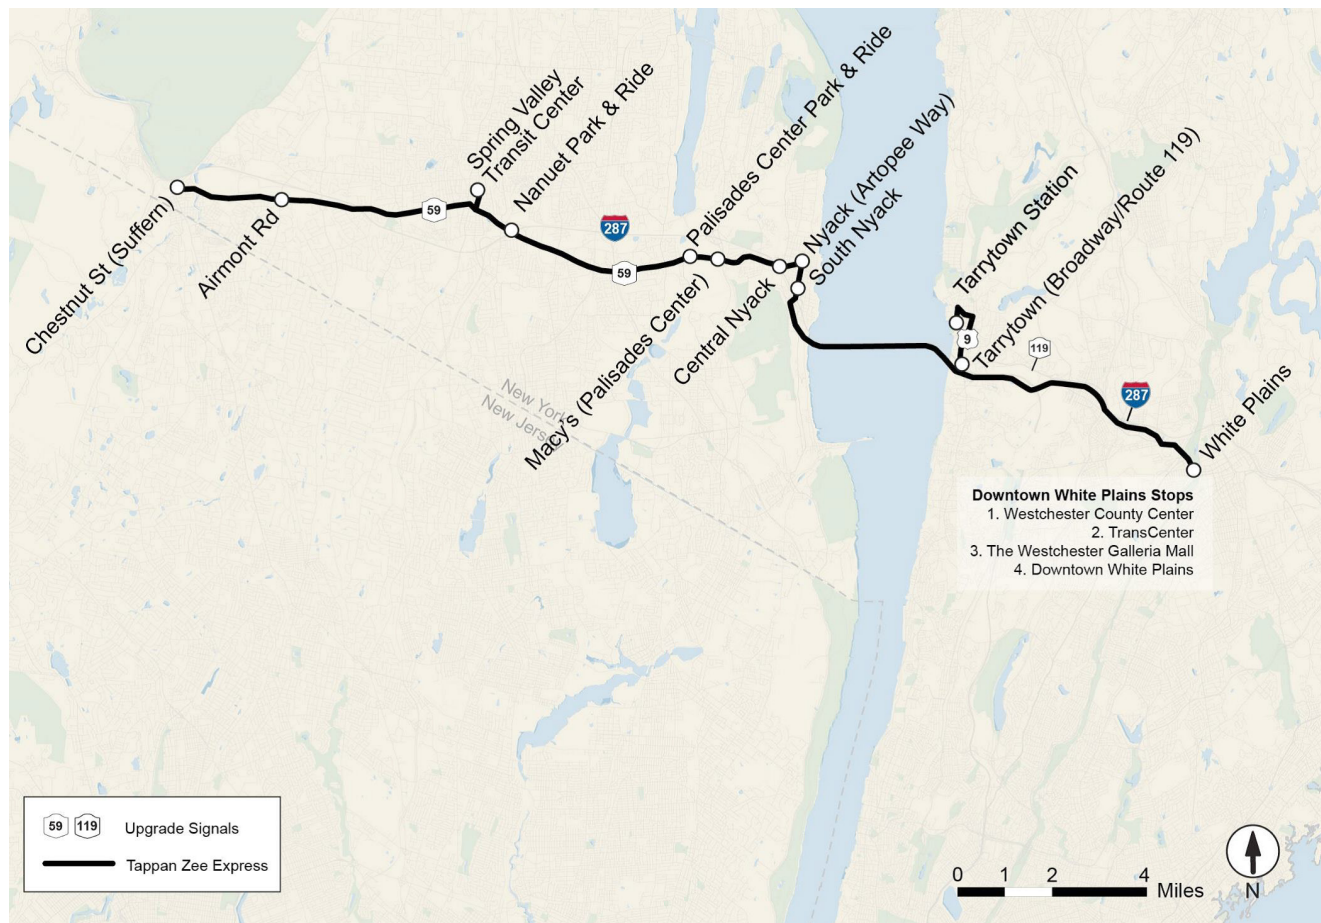 Spring Valley
Transit Center
Nanuet Park & Ride
Palisades Center Park & Ride
Nyack (Artopee Way)
South Nyack
Tarrytown Station
Tarrytown (Broadway/Route 119)
Chestnut St (Suffern)
Airmont Rd
59
287
59
Macy's (Palisades Center)
Central Nyack
9
119
287
White Plains
New York
New Jersey
Downtown White Plains Stops
1. Westchester County Center
2. TransCenter
3. The Westchester Galleria Mall
4. Downtown White Plains
59 119 Upgrade Signals
Tappan Zee Express
0 1 2 4 Miles
N